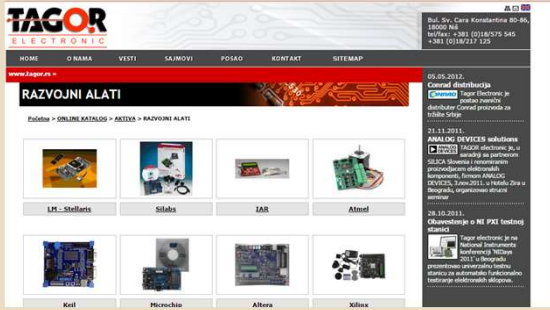 TAGOR
ELECTRONIC
Bul. Sv. Cara Konstantina 80-86,
18000 Niš
tel/fax: +381 (0)18/575 545
+381 (0)18/217 125
HOME O NAMA VESTI SAJMOVI POSAO KONTAKT SITEMAP
www.tagor.rs »
RAZVOJNI ALATI
Početna > ONLINE KATALOG > AKTIVA > RAZVOJNI ALATI
LM - Stellaris Silabs IAR Atmel
Keil Microchip Altera Xilinx
05.05.2012.
Conrad distribucija
CONRAD Tagor Electronic je
postao zvanični
distributer Conrad proizvoda za
tržište Srbije
21.11.2011.
ANALOG DEVICES solutions
ANALOG DEVICES TAGOR electronic je, u
saradnji sa partnerom
SILICA Slovenia i renomiranim
proizvodjacem elektronskih
komponenti, firmom ANALOG
DEVICES, 3.nov.2011. u Hotelu Zira u
Beogradu, organizovao strucni
seminar
28.10.2011.
Obavestenje o NI PXI testnoj
stanici
Tagor electronic je na
National Instruments
konferenciji "NIDays
2011" u Beogradu
prezentovao univerzalnu testnu
stanicu za automatsko funkcionalno
testiranje elektronskih sklopova.